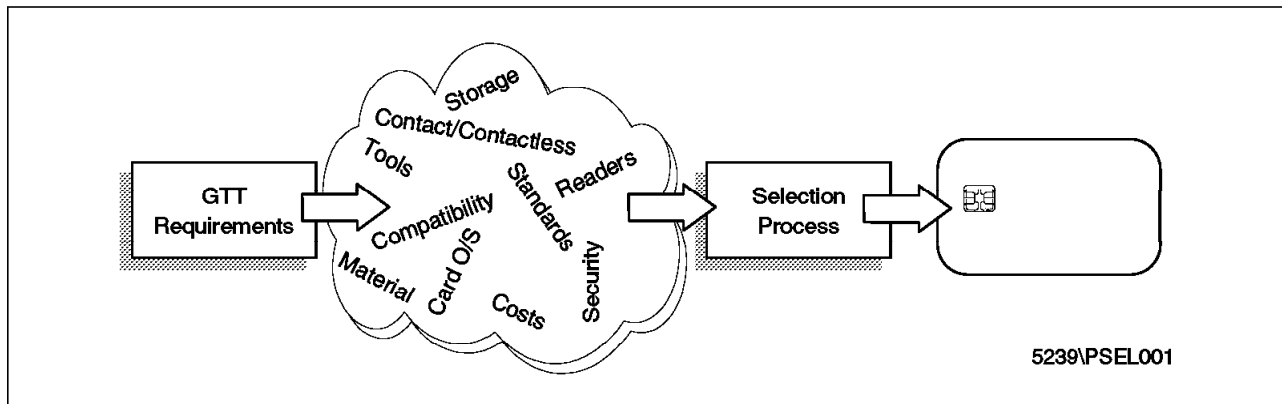 GTT
Requirements
Storage
Contact/Contactless
Tools
Readers
Standards
Compatibility
Card O/S
Material
Costs
Security
Selection
Process
5239\PSEL001